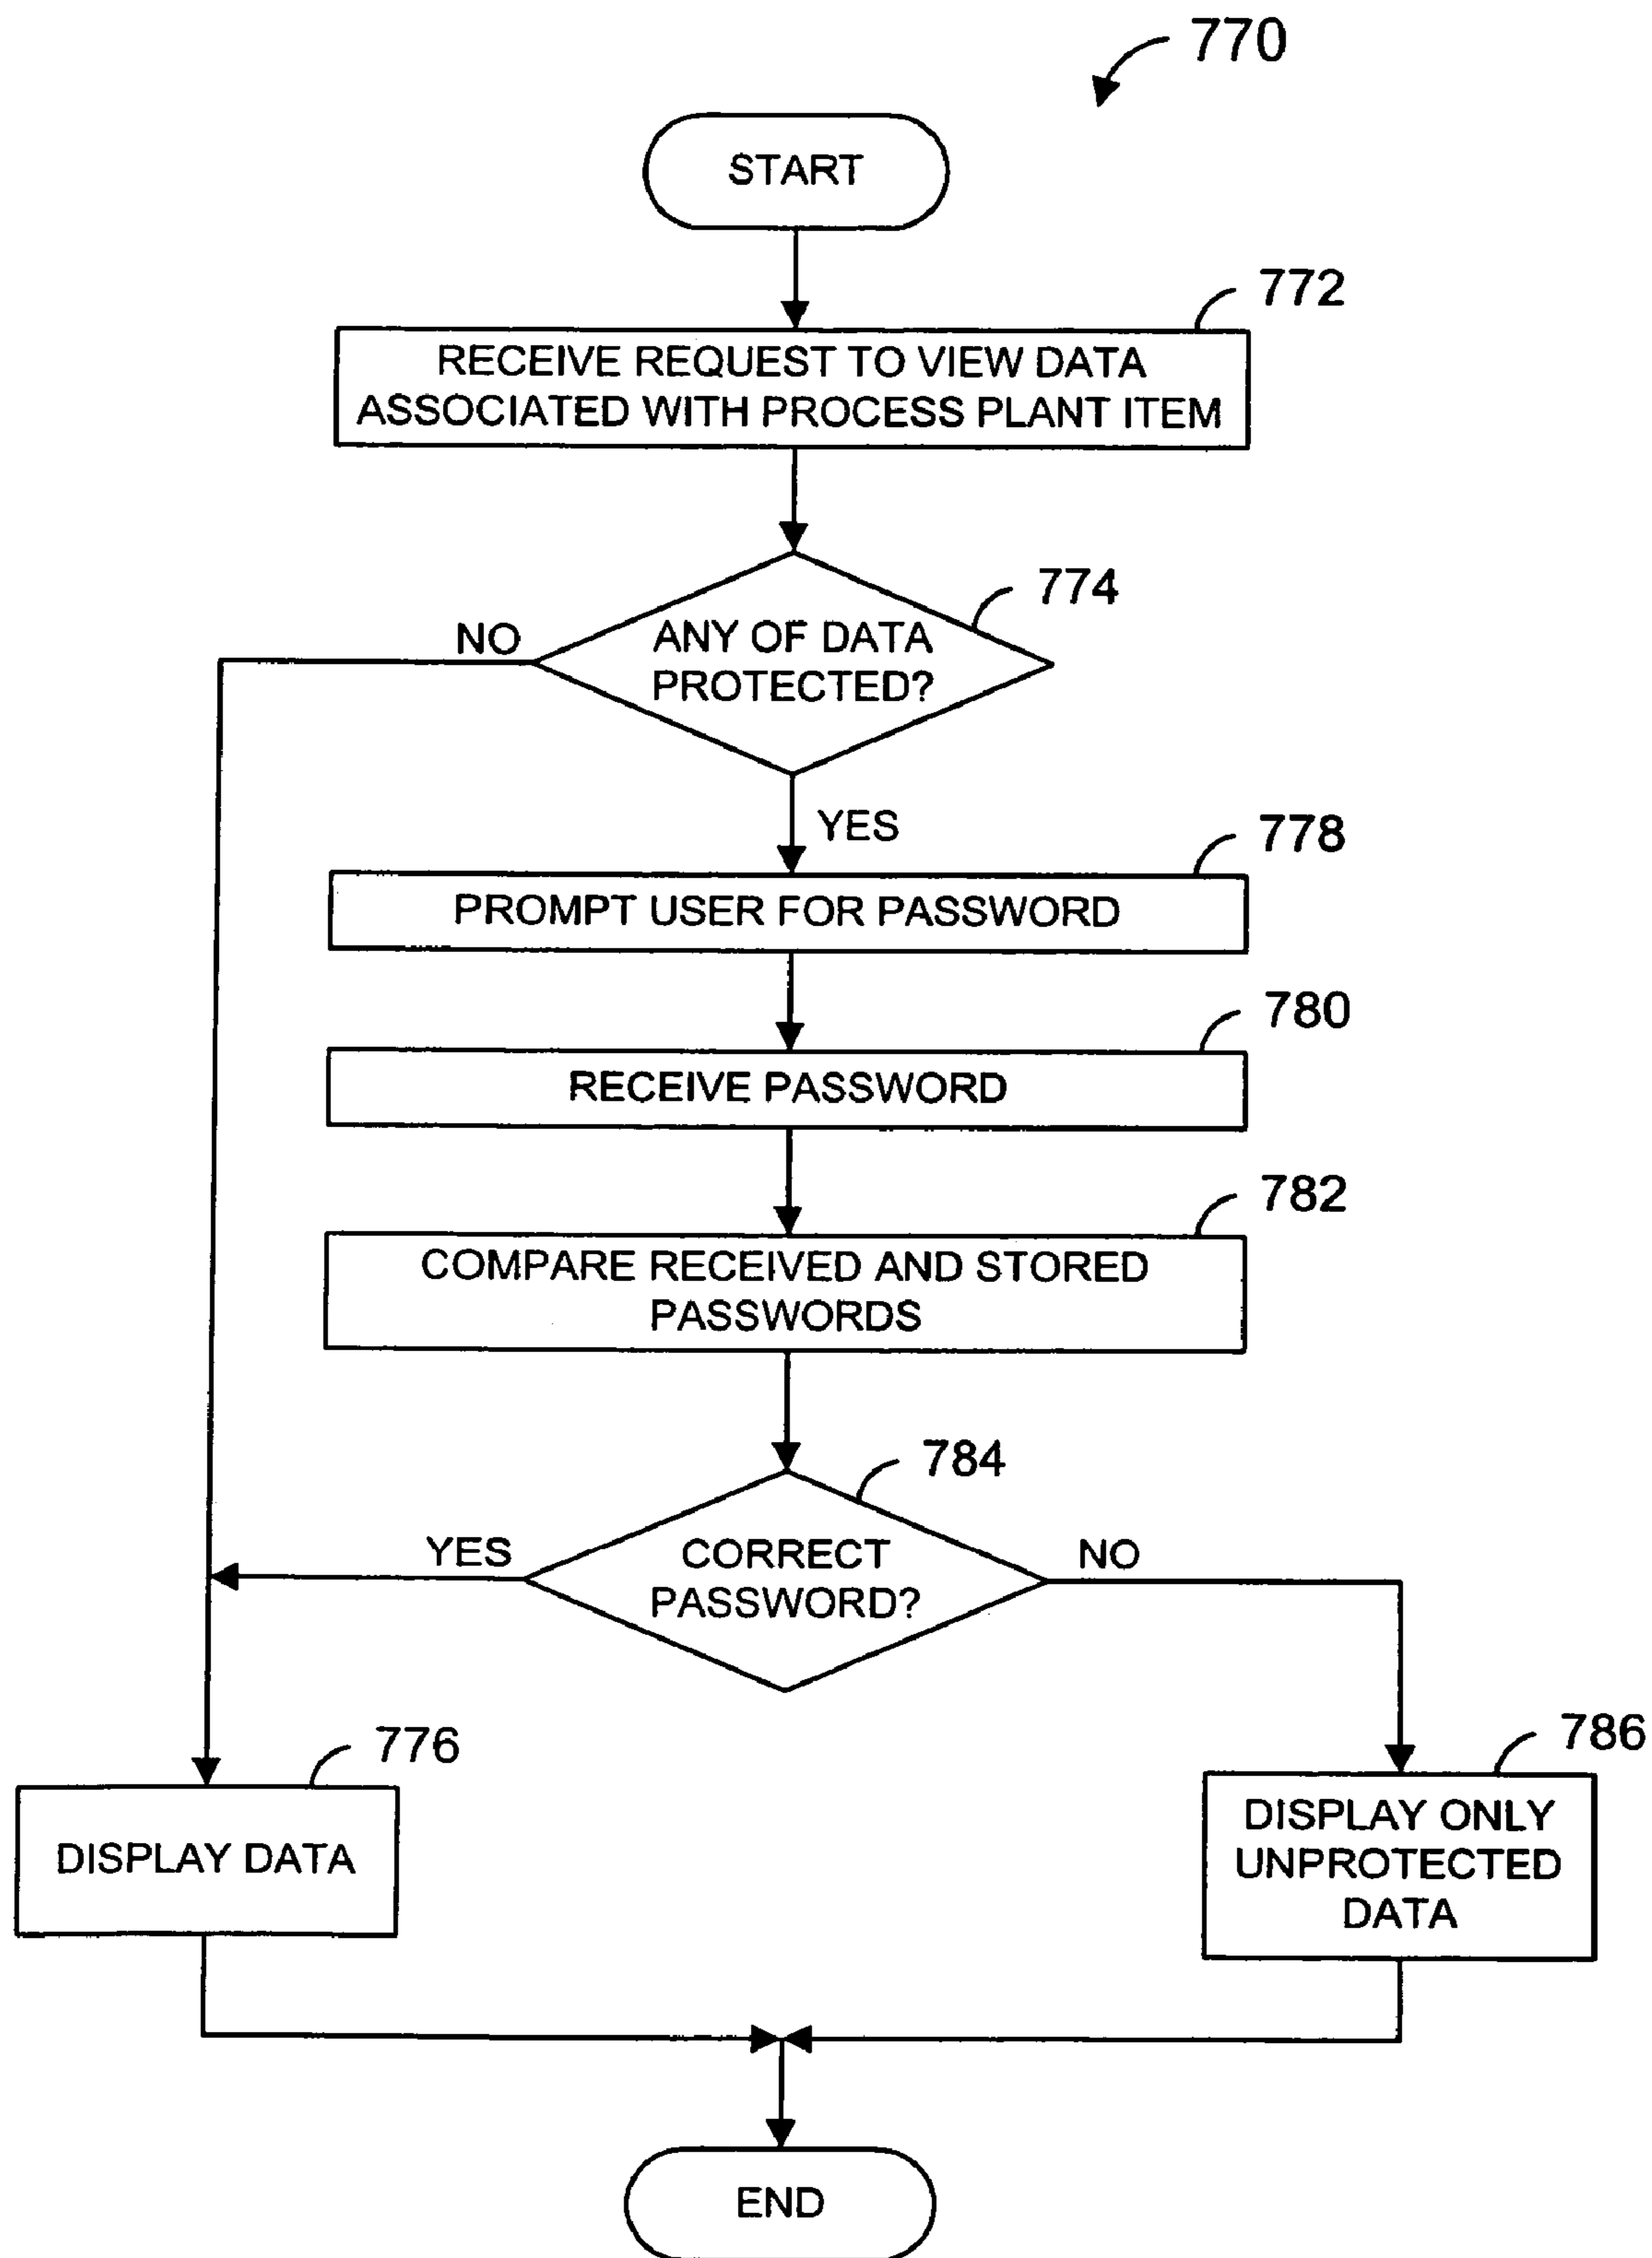 770
START
772
RECEIVE REQUEST TO VIEW DATA
ASSOCIATED WITH PROCESS PLANT ITEM
774
NO
ANY OF DATA
PROTECTED?
YES
778
PROMPT USER FOR PASSWORD
780
RECEIVE PASSWORD
782
COMPARE RECEIVED AND STORED
PASSWORDS
784
YES
CORRECT
PASSWORD?
NO
776
DISPLAY DATA
786
DISPLAY ONLY
UNPROTECTED
DATA
END